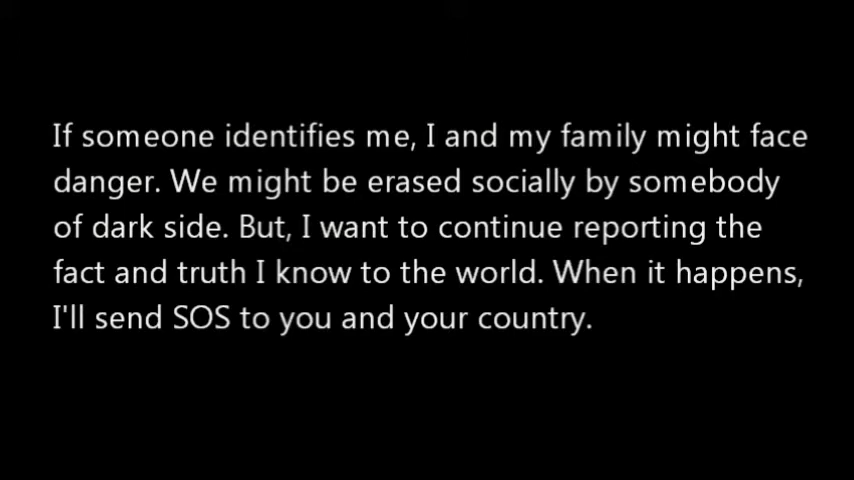 If someone identifies me, I and my family might face
danger. We might be erased socially by somebody
of dark side. But, I want to continue reporting the
fact and truth I know to the world. When it happens,
I'll send SOS to you and your country.